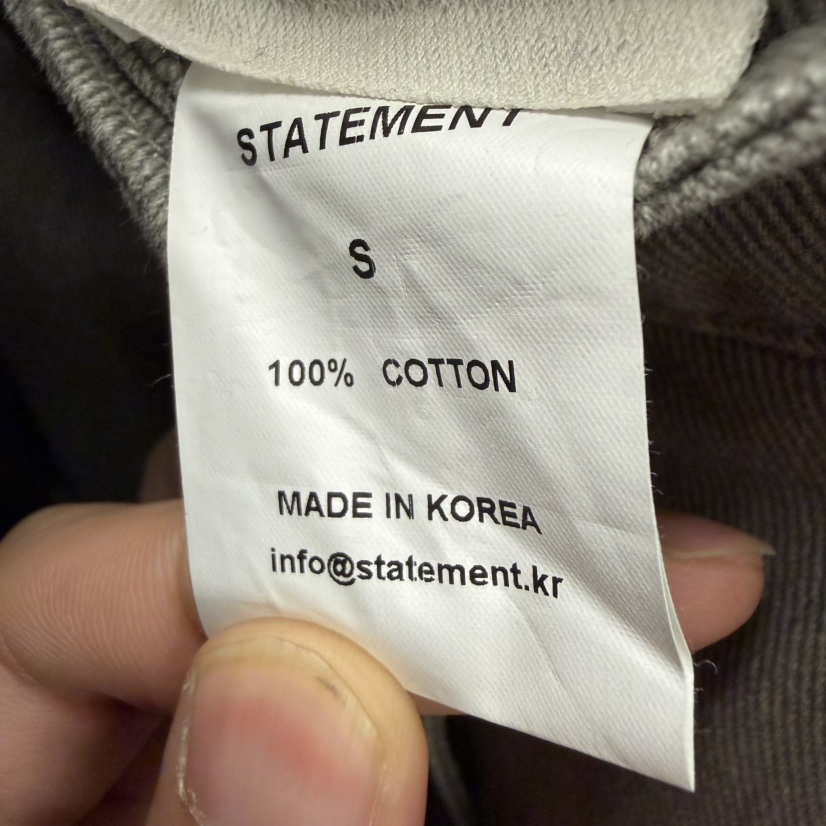 STATEMENT
S
100% COTTON
MADE IN KOREA
info@statement.kr